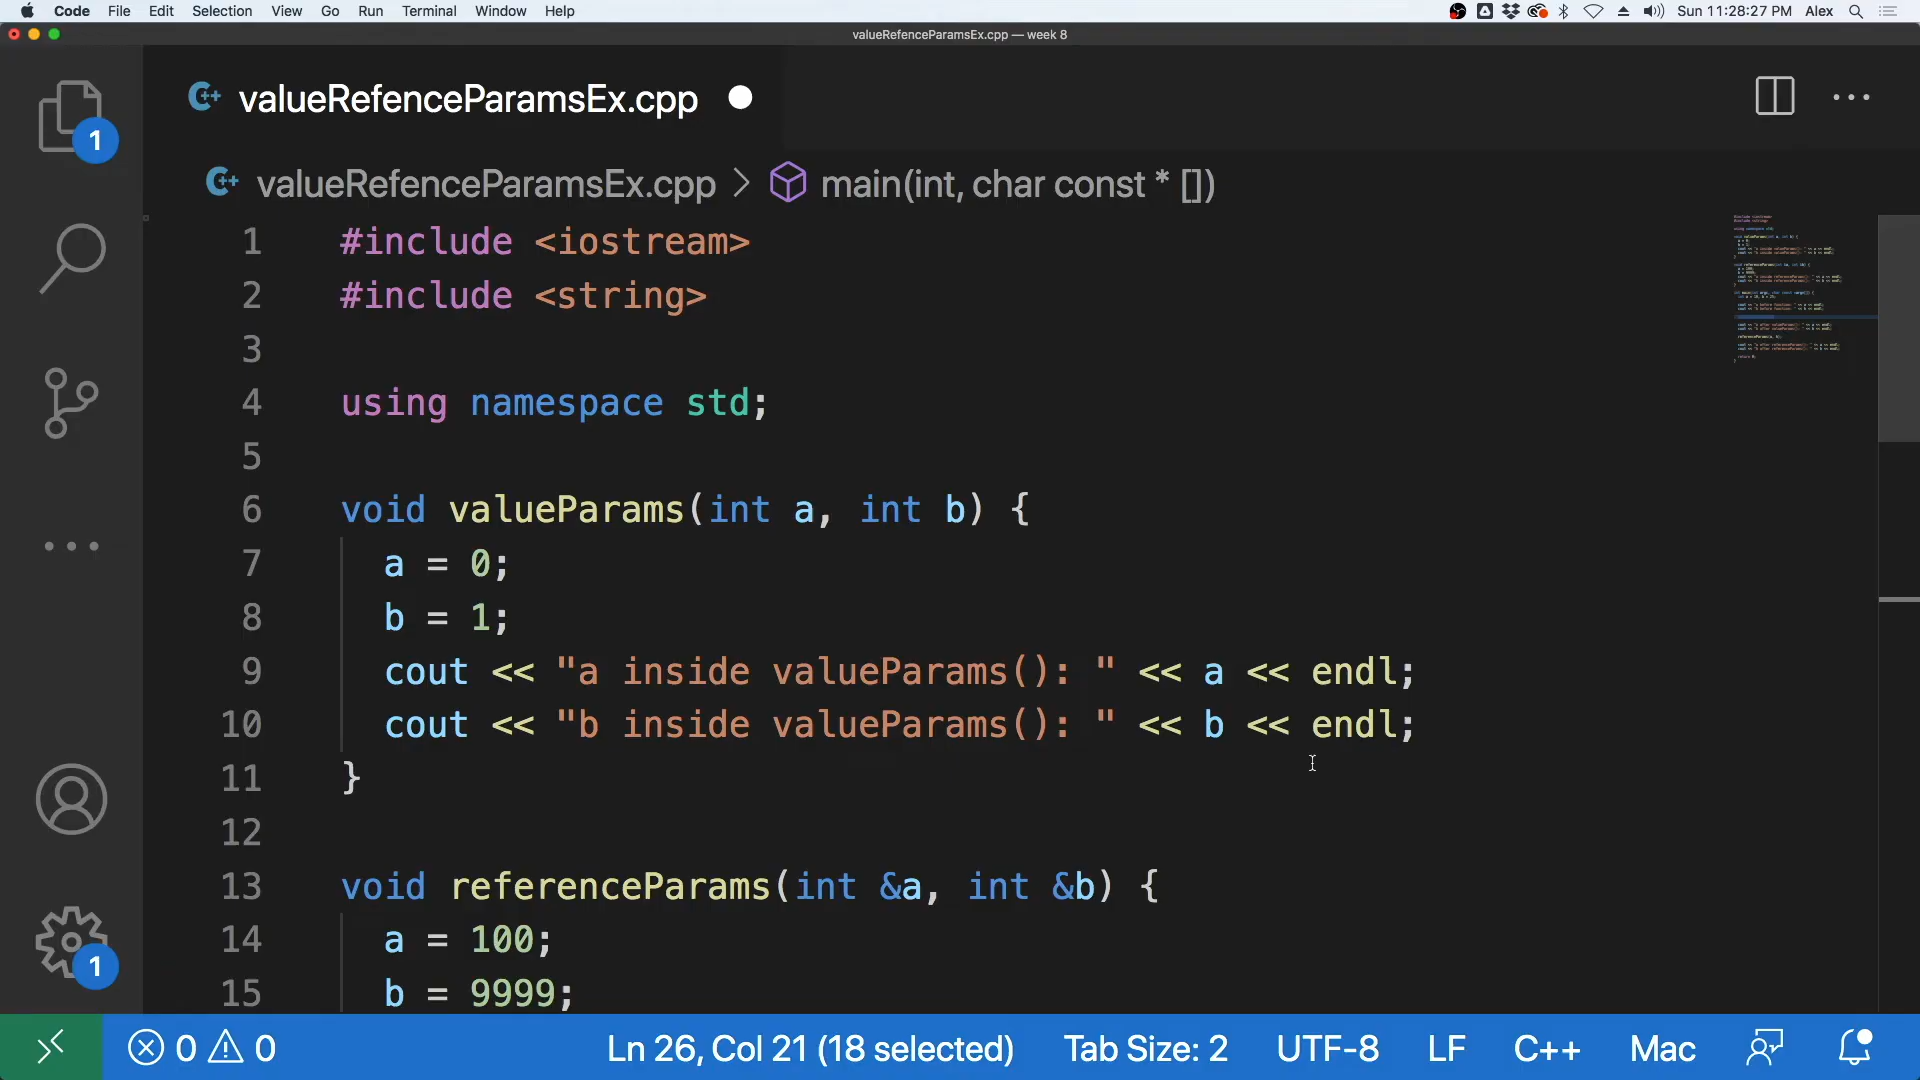 Code File Edit Selection View Go Run Terminal Window Help Sun 11:28:27 PM Alex
valueRefenceParamsEx.cpp — week 8
valueRefenceParamsEx.cpp
valueRefenceParamsEx.cpp > main(int, char const * [])
1 #include <iostream>
2 #include <string>
3
4 using namespace std;
5
6 void valueParams(int a, int b) {
7 a = 0;
8 b = 1;
9 cout << "a inside valueParams(): " << a << endl;
10 cout << "b inside valueParams(): " << b << endl;
11 }
12
13 void referenceParams(int &a, int &b) {
14 a = 100;
15 b = 9999;
1
1
0 0 Ln 26, Col 21 (18 selected) Tab Size: 2 UTF-8 LF C++ Mac